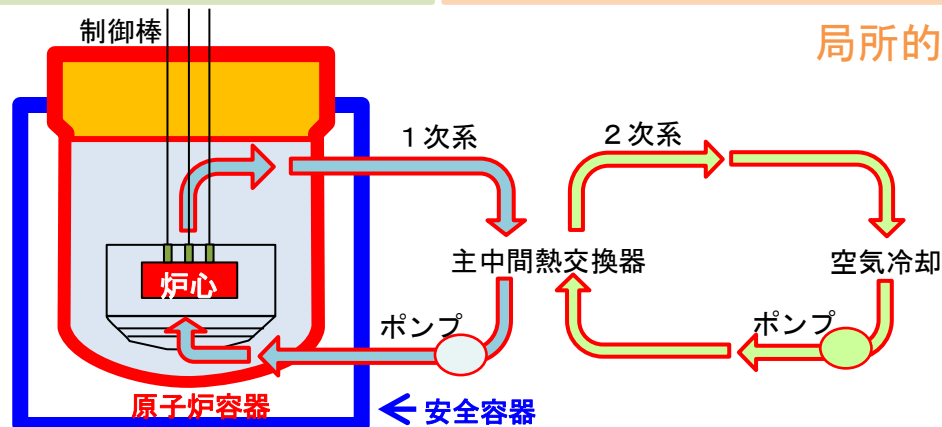 制御棒
局所的
1次系
2次系
主中間熱交換器
空気冷却
炉心
ポンプ
ポンプ
原子炉容器
安全容器